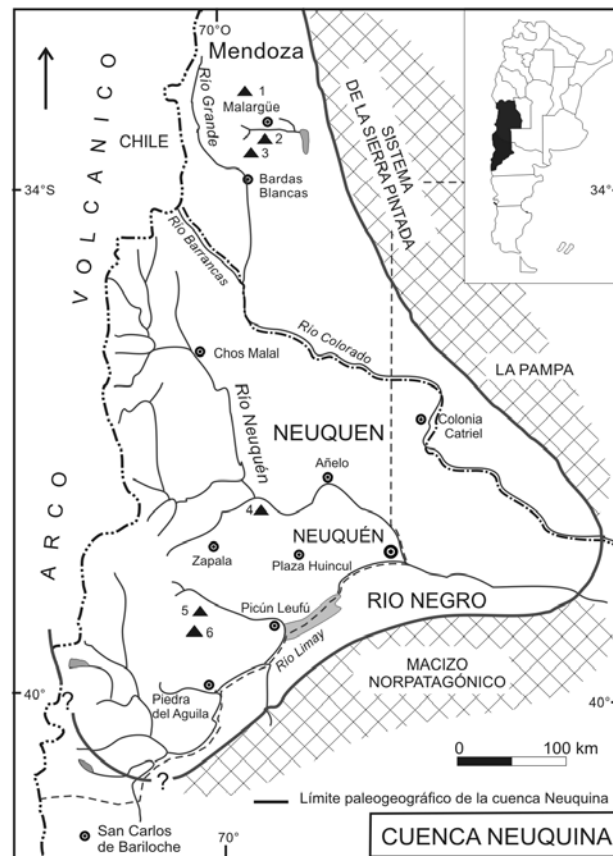 70°O
Mendoza
Río Grande
1
Malargüe
2
3
CHILE
SISTEMA
DE LA SIERRA PINTADA
Bardas
Blancas
34°S
34°
VOLCANICO
Río Barrancas
Río Colorado
Chos Malal
LA PAMPA
Río Neuquén
Colonia
Catriel
NEUQUEN
Añelo
4
ARCO
NEUQUÉN
Zapala
Plaza Huincul
5
Picún Leufú
RIO NEGRO
6
Río Limay
MACIZO
NORPATAGÓNICO
40°
40°
Piedra
del Aguila
?
?
0 100 km
Límite paleogeográfico de la cuenca Neuquina
San Carlos
de Bariloche
70°
CUENCA NEUQUINA